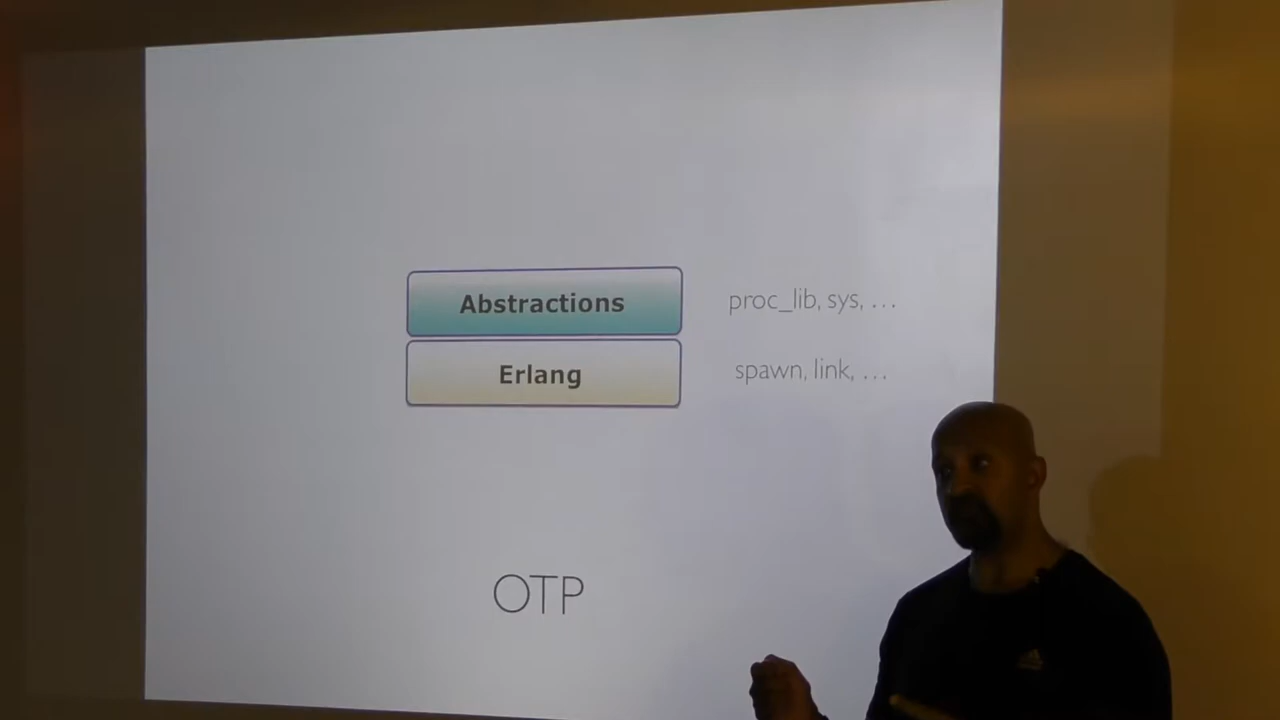 Abstractions proc_lib, sys, ...
Erlang spawn, link, ...
OTP